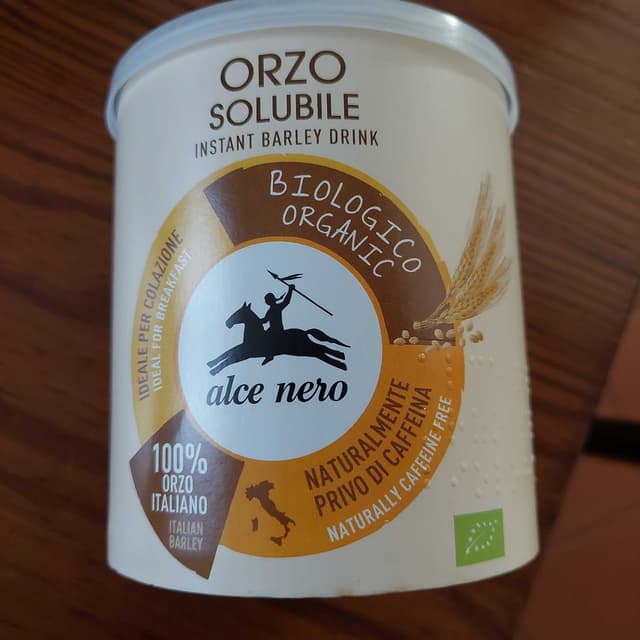 ORZO
SOLUBILE
INSTANT BARLEY DRINK
BIOLOGICO
ORGANIC
IDEALE PER COLAZIONE
IDEAL FOR BREAKFAST
alce nero
100%
ORZO
ITALIANO
ITALIAN
BARLEY
NATURALMENTE
PRIVO DI CAFFEINA
NATURALLY CAFFEINE FREE